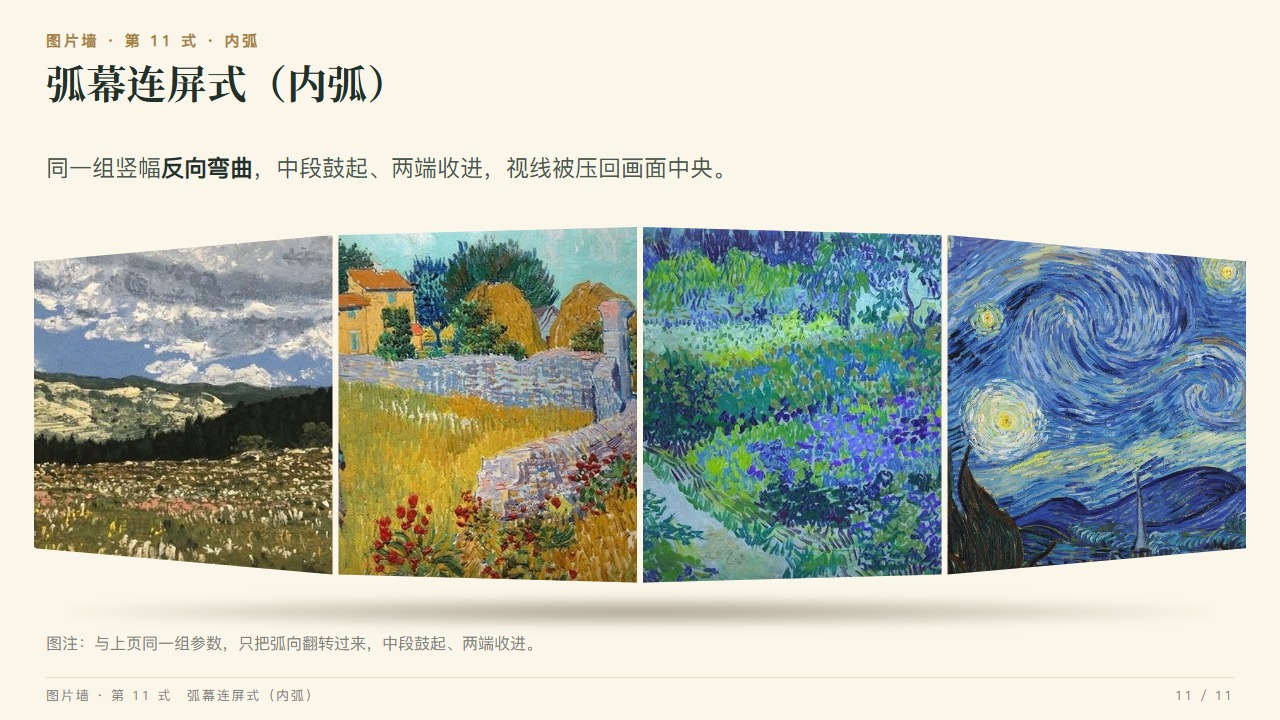 图片墙 · 第 11 式 · 内弧
弧幕连屏式（内弧）
同一组竖幅反向弯曲，中段鼓起、两端收进，视线被压回画面中央。
图注：与上页同一组参数，只把弧向翻转过来，中段鼓起、两端收进。
图片墙 · 第 11 式　弧幕连屏式（内弧）
11 / 11